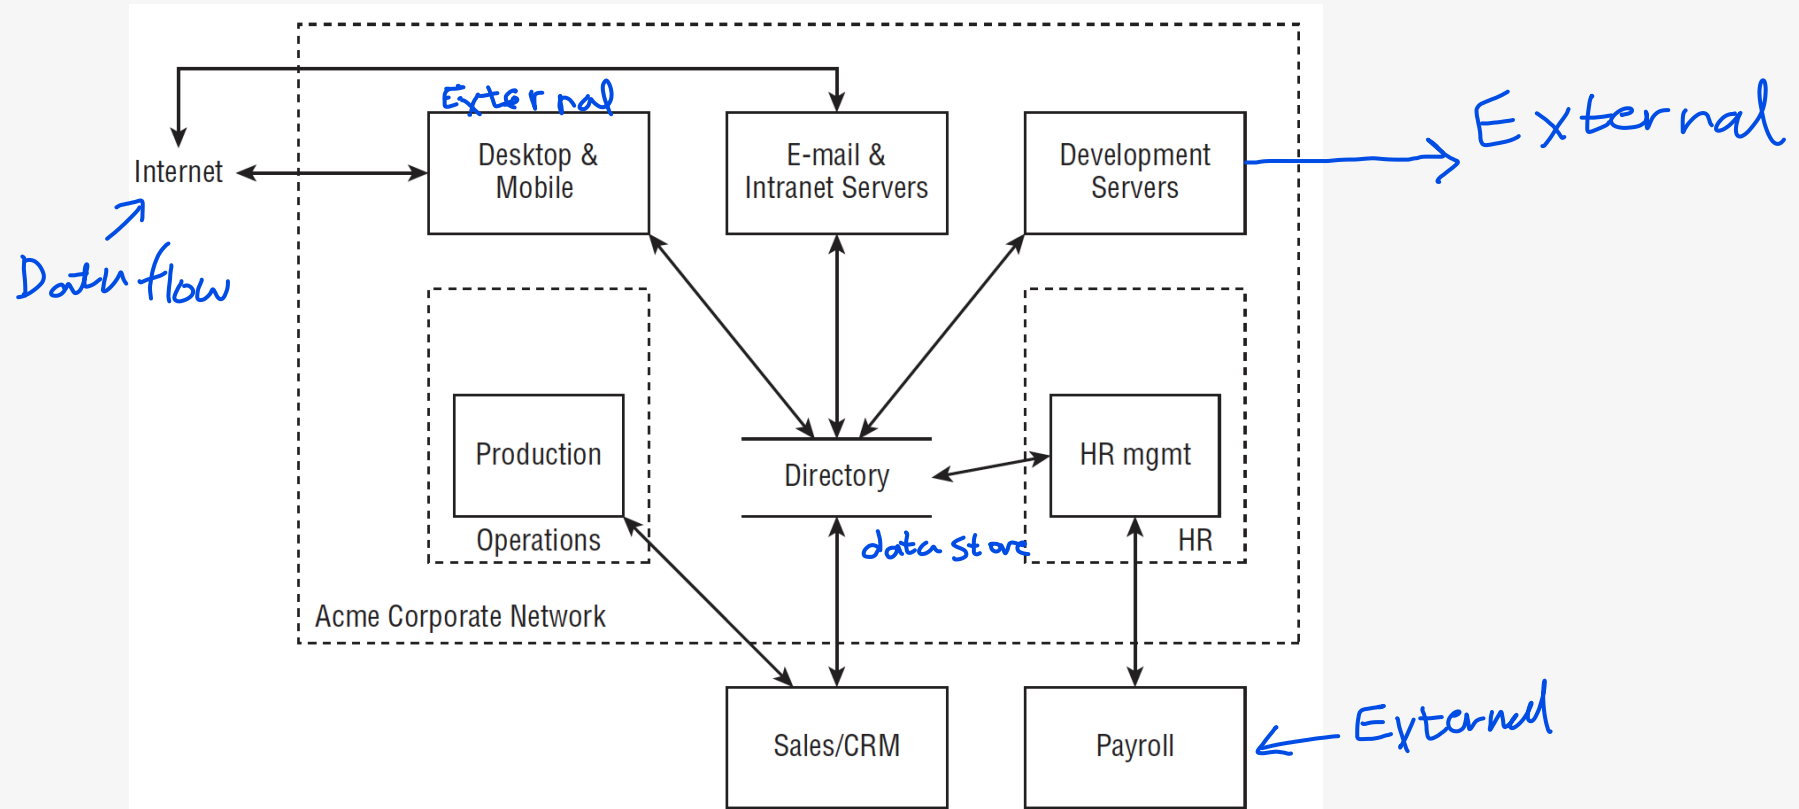 External
External
Desktop &
Mobile
E-mail &
Intranet Servers
Development
Servers
Internet
Data flow
Production
Directory
HR mgmt
Operations
data store
HR
Acme Corporate Network
Sales/CRM
Payroll
External